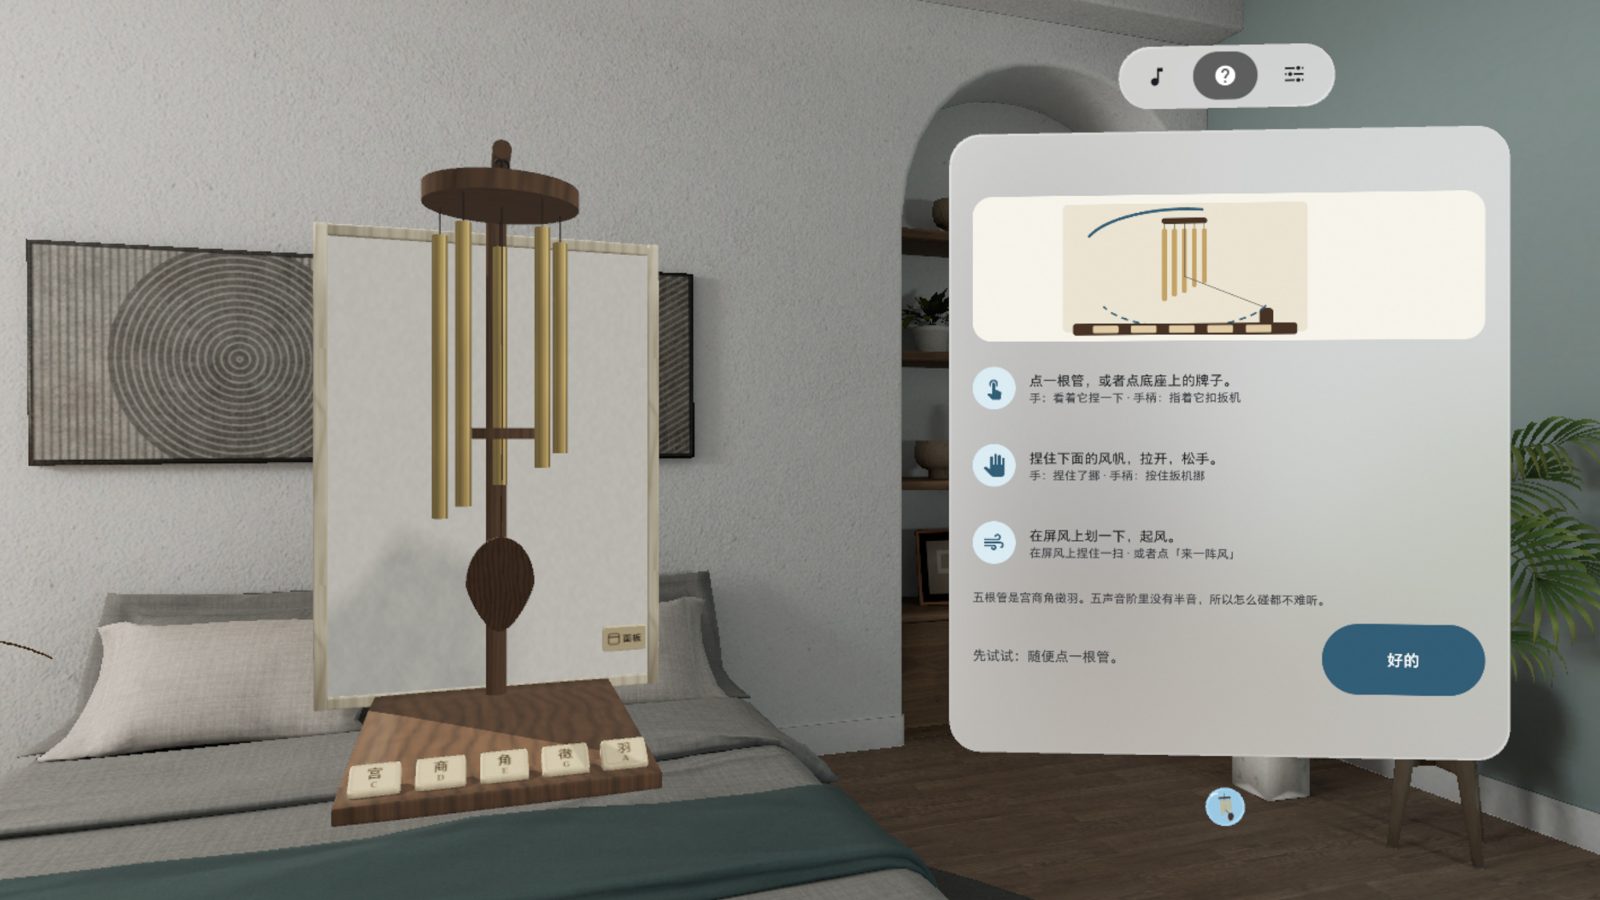 点一根管，或者点底座上的牌子。
手：看着它捏一下 · 手柄：指着它扣扳机
捏住下面的风帆，拉开，松手。
手：捏住了挪 · 手柄：按住扳机挪
在屏风上划一下，起风。
在屏风上捏住一扫 · 或者点「来一阵风」
五根管是宫商角徵羽。五声音阶里没有半音，所以怎么碰都不难听。
先试试：随便点一根管。
好的
面板
宫
C
商
D
角
E
徵
G
羽
A